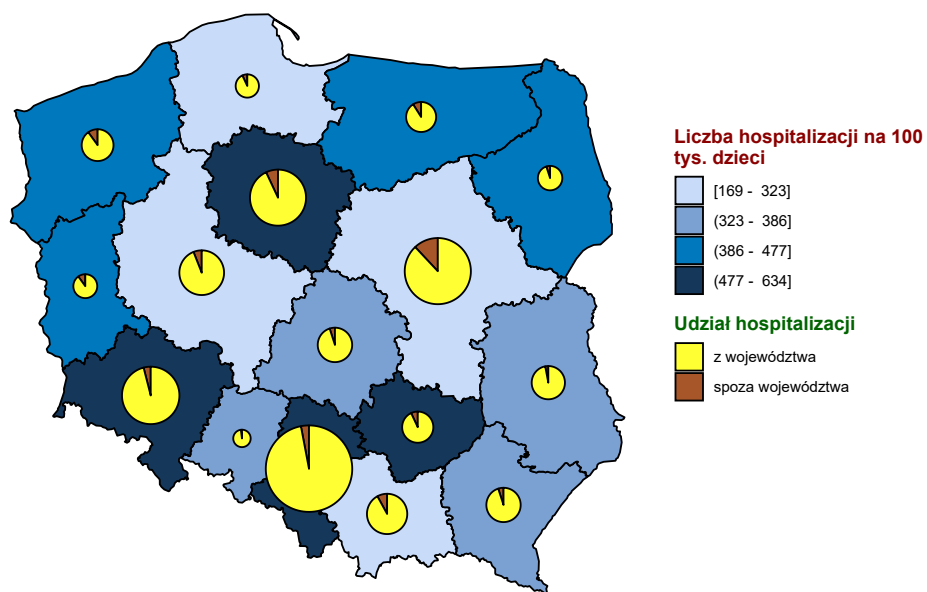 Liczba hospitalizacji na 100
tys. dzieci
[169 - 323]
(323 - 386]
(386 - 477]
(477 - 634]
Udział hospitalizacji
z województwa
spoza województwa